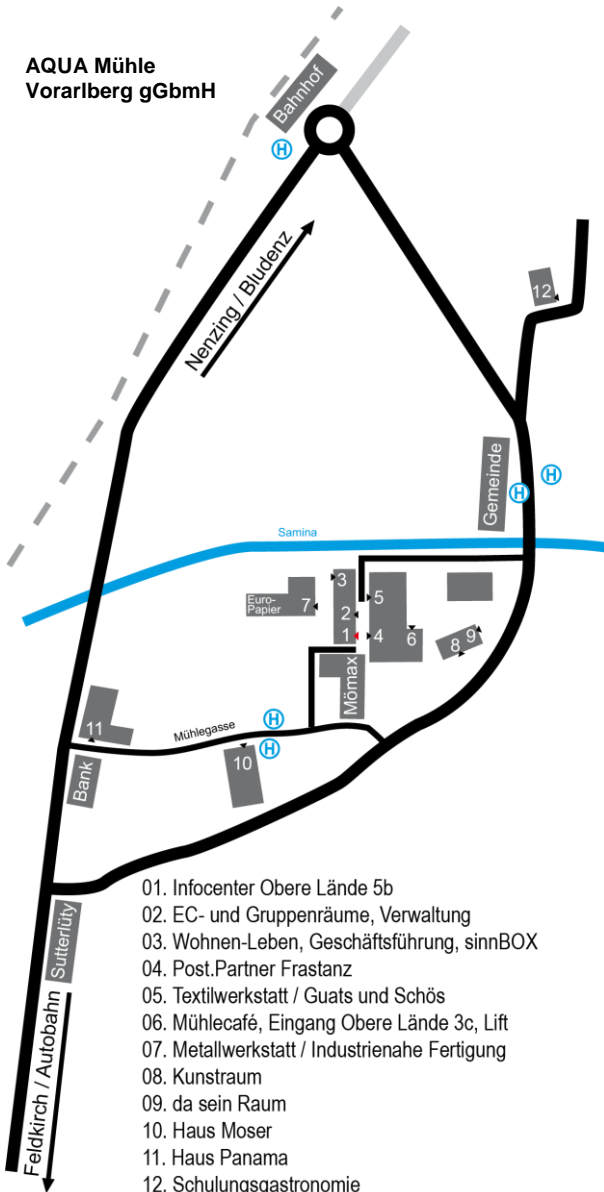 AQUA Mühle
Vorarlberg gGbmH
Bahnhof
H
Nenzing / Bludenz
12
Gemeinde
H
H
Samina
3
Euro-
Papier
7
5
2
1
4
6
8
9
Mömax
11
Mühlegasse
H
H
10
Bank
Sutterlüty
Feldkirch / Autobahn
01. Infocenter Obere Lände 5b
02. EC- und Gruppenräume, Verwaltung
03. Wohnen-Leben, Geschäftsführung, sinnBOX
04. Post.Partner Frastanz
05. Textilwerkstatt / Guats und Schös
06. Mühlecafé, Eingang Obere Lände 3c, Lift
07. Metallwerkstatt / Industrienahe Fertigung
08. Kunstraum
09. da sein Raum
10. Haus Moser
11. Haus Panama
12. Schulungsgastronomie